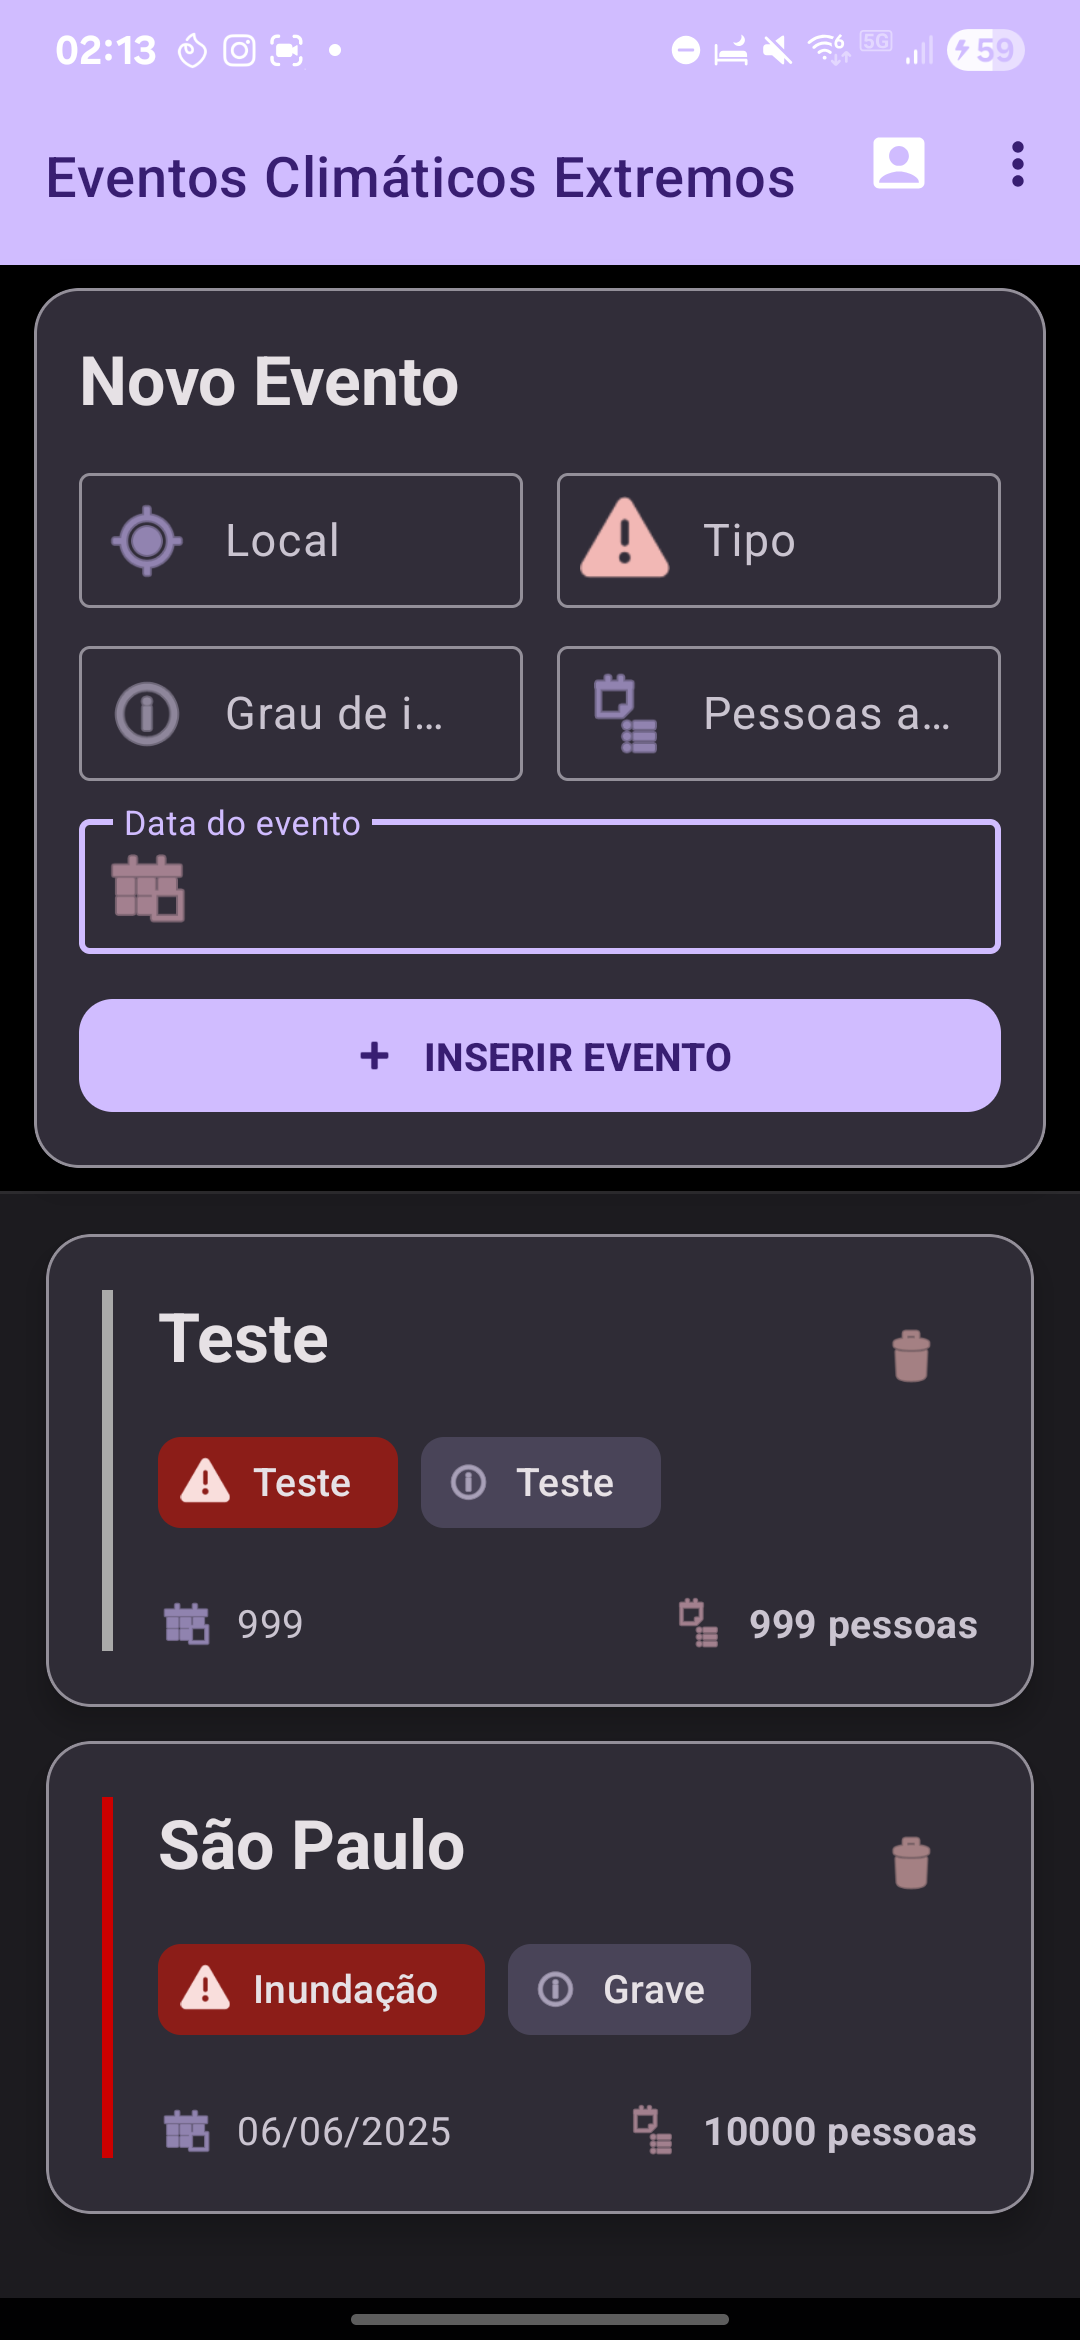 02:13
6
5G
59
Eventos Climáticos Extremos
Novo Evento
Local
Tipo
Grau de i…
Pessoas a…
Data do evento
+ INSERIR EVENTO
Teste
Teste
Teste
999
999 pessoas
São Paulo
Inundação
Grave
06/06/2025
10000 pessoas